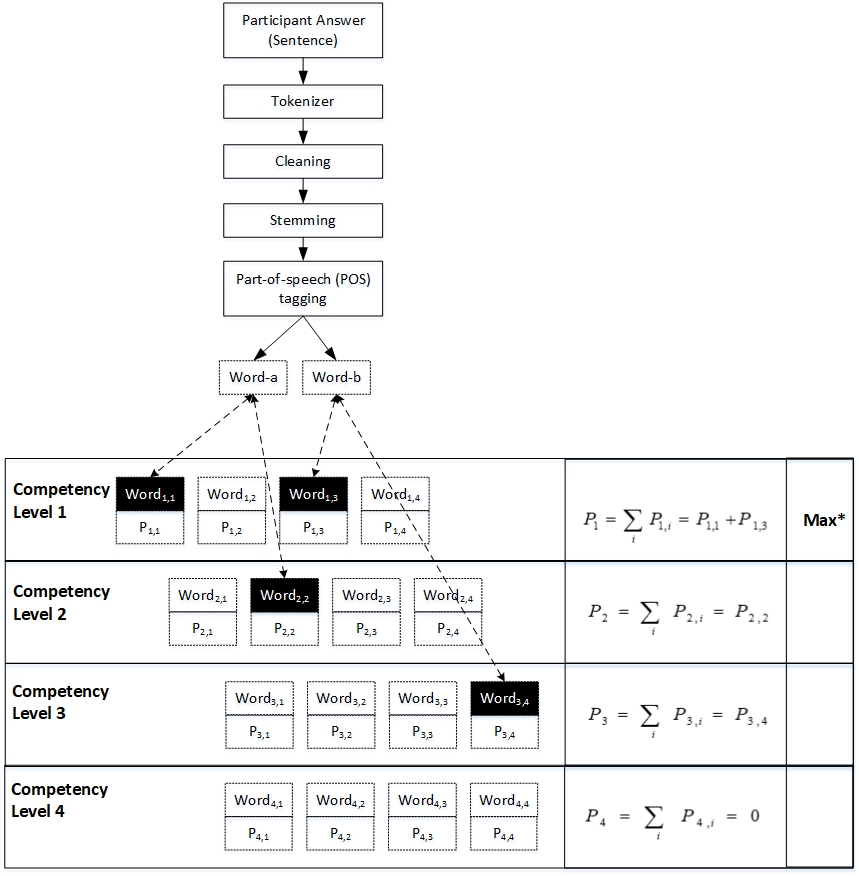 Participant Answer
(Sentence)
Tokenizer
Cleaning
Stemming
Part-of-speech (POS)
tagging
Word-a Word-b
Competency
Level 1
Word1,1 Word1,2 Word1,3 Word1,4
P1,1 P1,2 P1,3 P1,4
P1 = ∑i P1,i = P1,1 + P1,3
Max*
Competency
Level 2
Word2,1 Word2,2 Word2,3 Word2,4
P2,1 P2,2 P2,3 P2,4
P2 = ∑i P2,i = P2,2
Competency
Level 3
Word3,1 Word3,2 Word3,3 Word3,4
P3,1 P3,2 P3,3 P3,4
P3 = ∑i P3,i = P3,4
Competency
Level 4
Word4,1 Word4,2 Word4,3 Word4,4
P4,1 P4,2 P4,3 P4,4
P4 = ∑i P4,i = 0